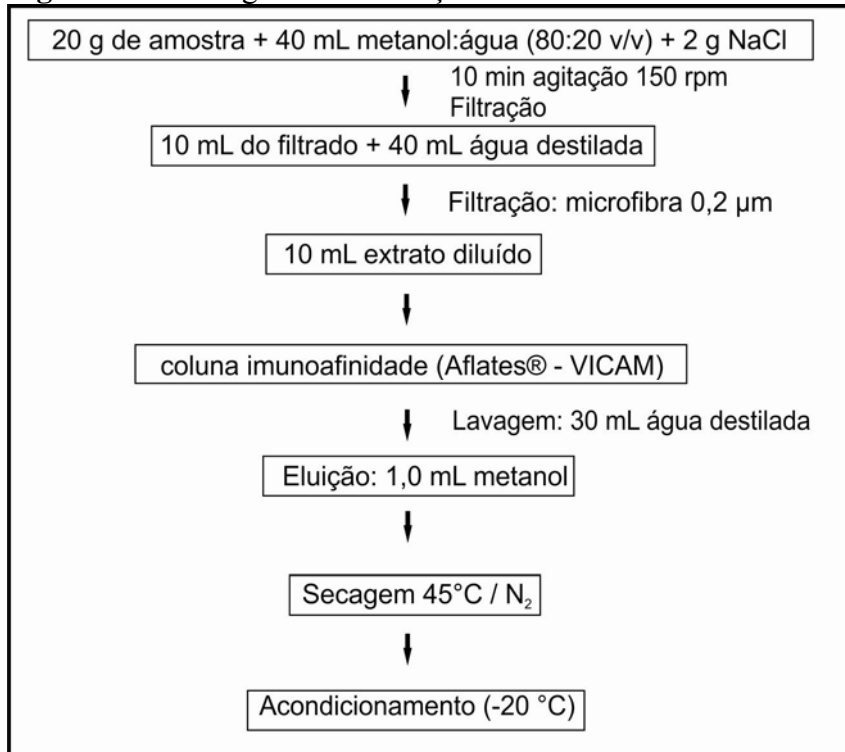 20 g de amostra + 40 mL metanol:água (80:20 v/v) + 2 g NaCl
10 min agitação 150 rpm
Filtração
10 mL do filtrado + 40 mL água destilada
Filtração: microfibra 0,2 µm
10 mL extrato diluído
coluna imunoafinidade (Aflates® - VICAM)
Lavagem: 30 mL água destilada
Eluição: 1,0 mL metanol
Secagem 45°C / N₂
Acondicionamento (-20 °C)